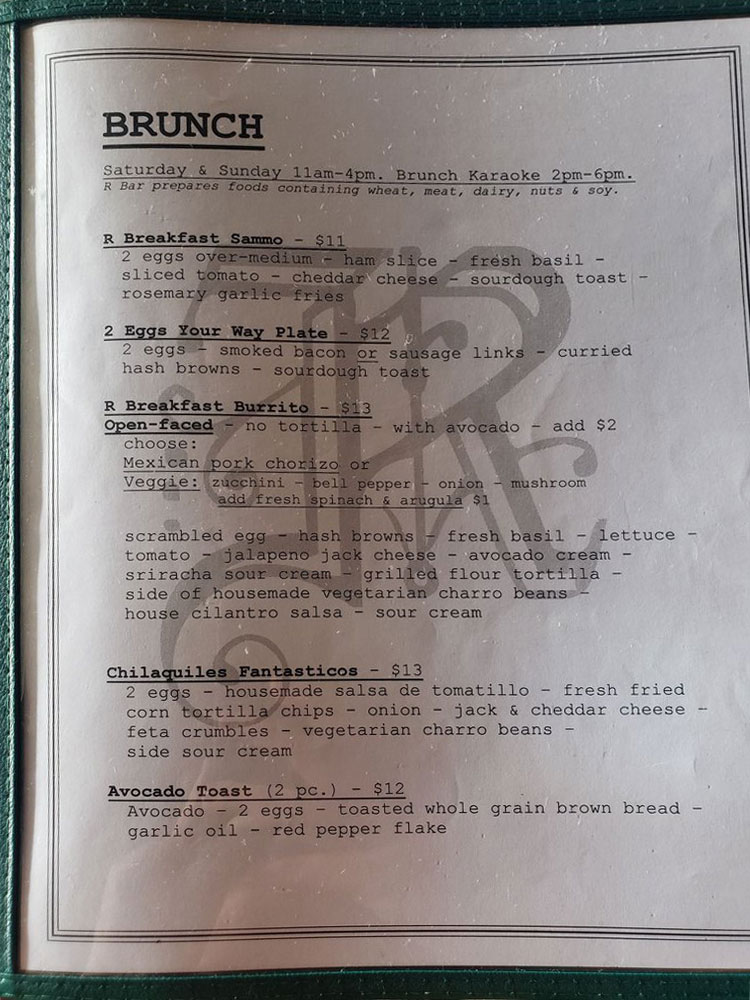 BRUNCH
Saturday & Sunday 11am-4pm. Brunch Karaoke 2pm-6pm.
R Bar prepares foods containing wheat, meat, dairy, nuts & soy.
R Breakfast Sammo - $11
2 eggs over-medium - ham slice - fresh basil -
sliced tomato - cheddar cheese - sourdough toast -
rosemary garlic fries
2 Eggs Your Way Plate - $12
2 eggs - smoked bacon or sausage links - curried
hash browns - sourdough toast
R Breakfast Burrito - $13
Open-faced - no tortilla - with avocado - add $2
choose:
Mexican pork chorizo or
Veggie: zucchini - bell pepper - onion - mushroom
add fresh spinach & arugula $1
scrambled egg - hash browns - fresh basil - lettuce -
tomato - jalapeno jack cheese - avocado cream -
sriracha sour cream - grilled flour tortilla -
side of housemade vegetarian charro beans -
house cilantro salsa - sour cream
Chilaquiles Fantasticos - $13
2 eggs - housemade salsa de tomatillo - fresh fried
corn tortilla chips - onion - jack & cheddar cheese -
feta crumbles - vegetarian charro beans -
side sour cream
Avocado Toast (2 pc.) - $12
Avocado - 2 eggs - toasted whole grain brown bread -
garlic oil - red pepper flake